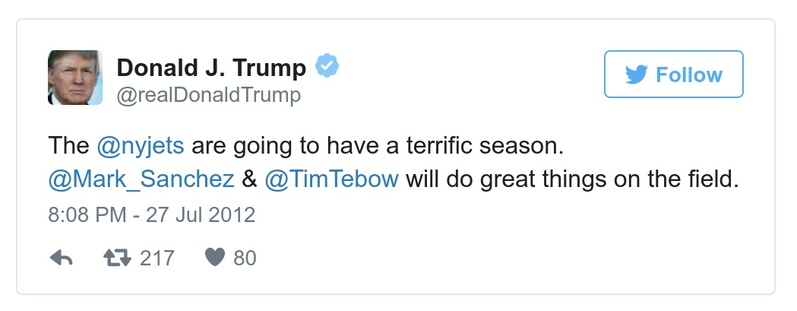 Donald J. Trump
@realDonaldTrump
Follow
The @nyjets are going to have a terrific season.
@Mark_Sanchez & @TimTebow will do great things on the field.
8:08 PM - 27 Jul 2012
217 80